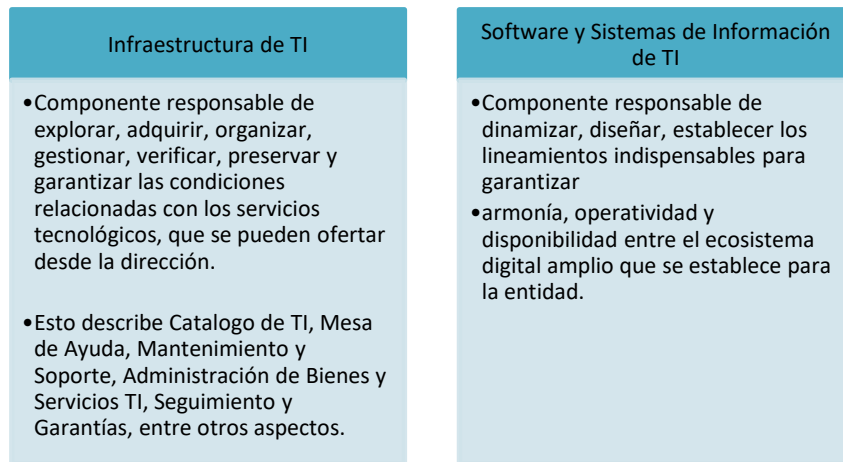 Infraestructura de TI
•Componente responsable de
explorar, adquirir, organizar,
gestionar, verificar, preservar y
garantizar las condiciones
relacionadas con los servicios
tecnológicos, que se pueden ofertar
desde la dirección.
•Esto describe Catalogo de TI, Mesa
de Ayuda, Mantenimiento y
Soporte, Administración de Bienes y
Servicios TI, Seguimiento y
Garantías, entre otros aspectos.
Software y Sistemas de Información
de TI
•Componente responsable de
dinamizar, diseñar, establecer los
lineamientos indispensables para
garantizar
•armonía, operatividad y
disponibilidad entre el ecosistema
digital amplio que se establece para
la entidad.